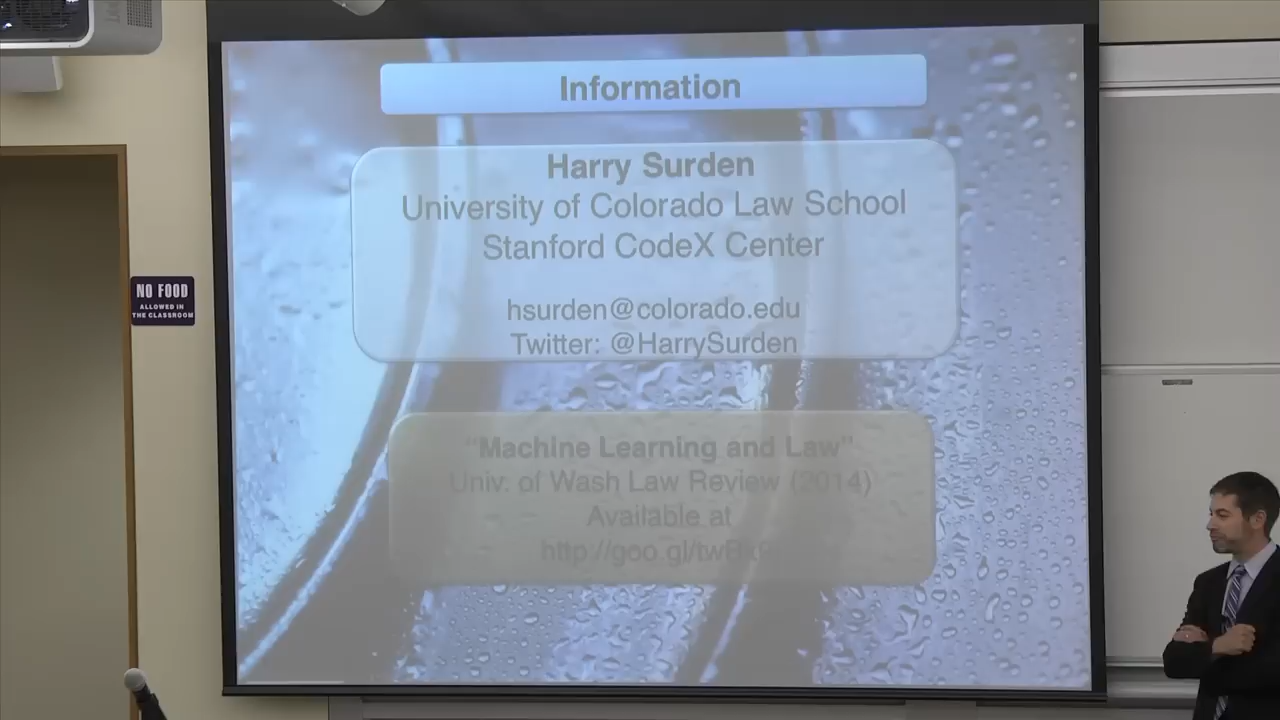 Information
Harry Surden
University of Colorado Law School
Stanford CodeX Center
hsurden@colorado.edu
Twitter: @HarrySurden
NO FOOD
ALLOWED IN
THE CLASSROOM
“Machine Learning and Law”
Univ. of Wash Law Review (2014)
Available at